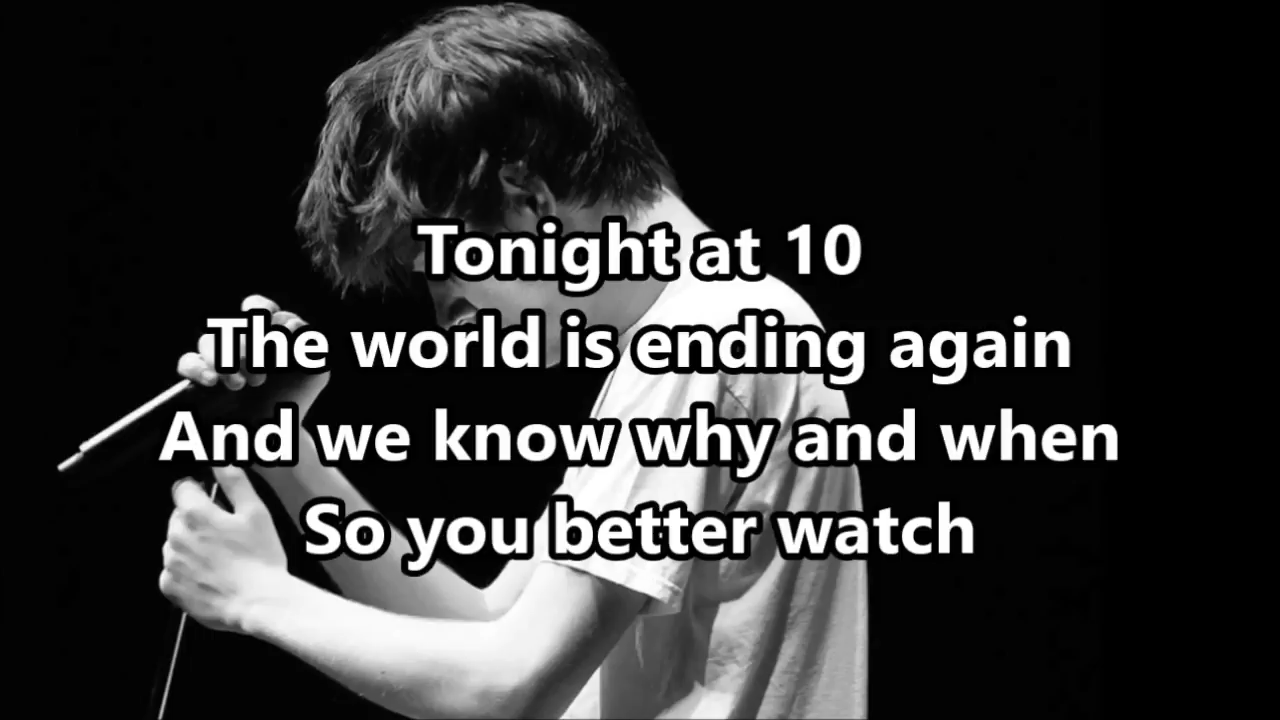 Tonight at 10
The world is ending again
And we know why and when
So you better watch